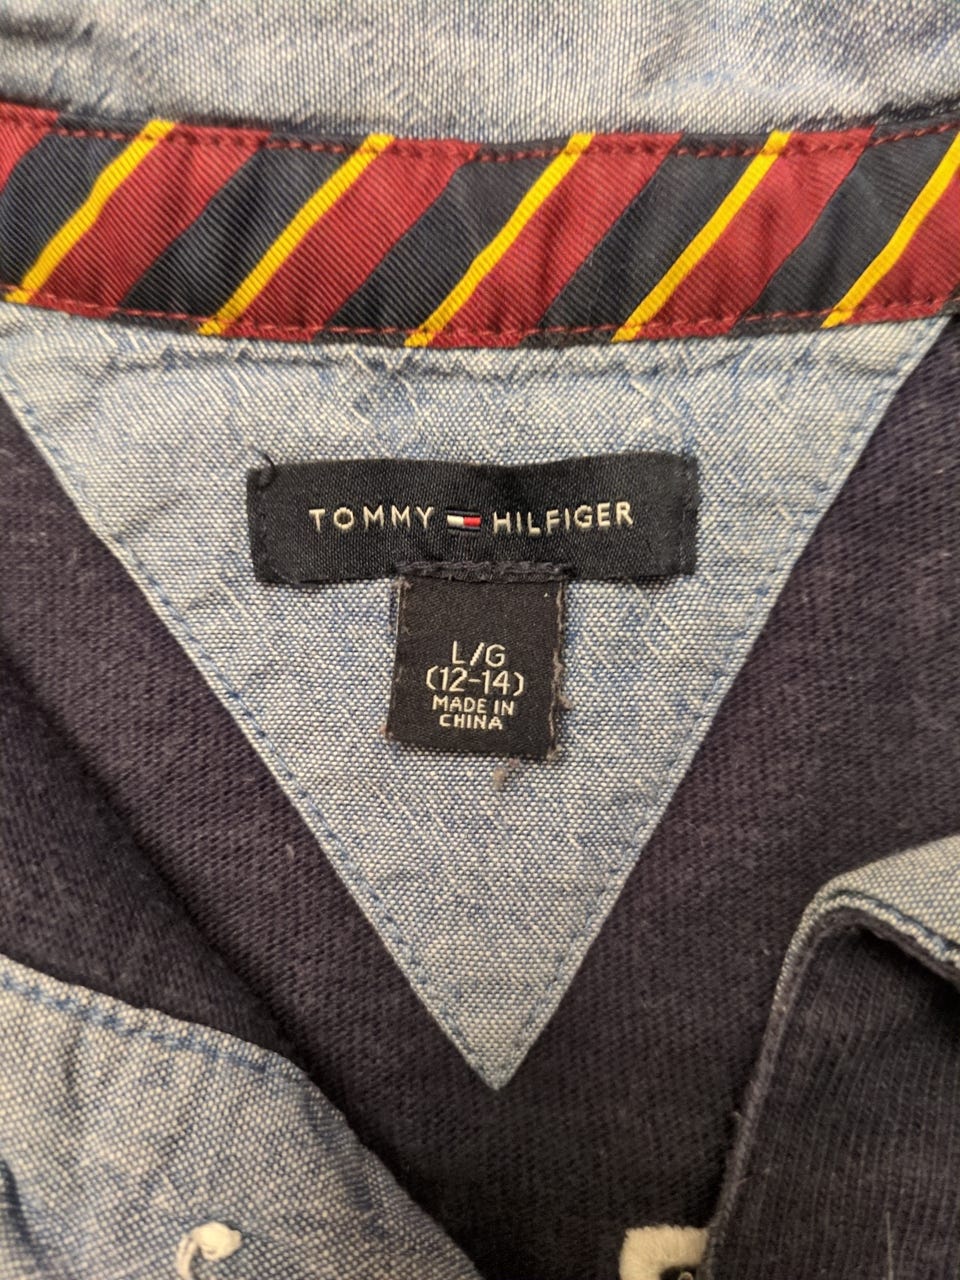 TOMMY HILFIGER
L/G
(12-14)
MADE IN
CHINA